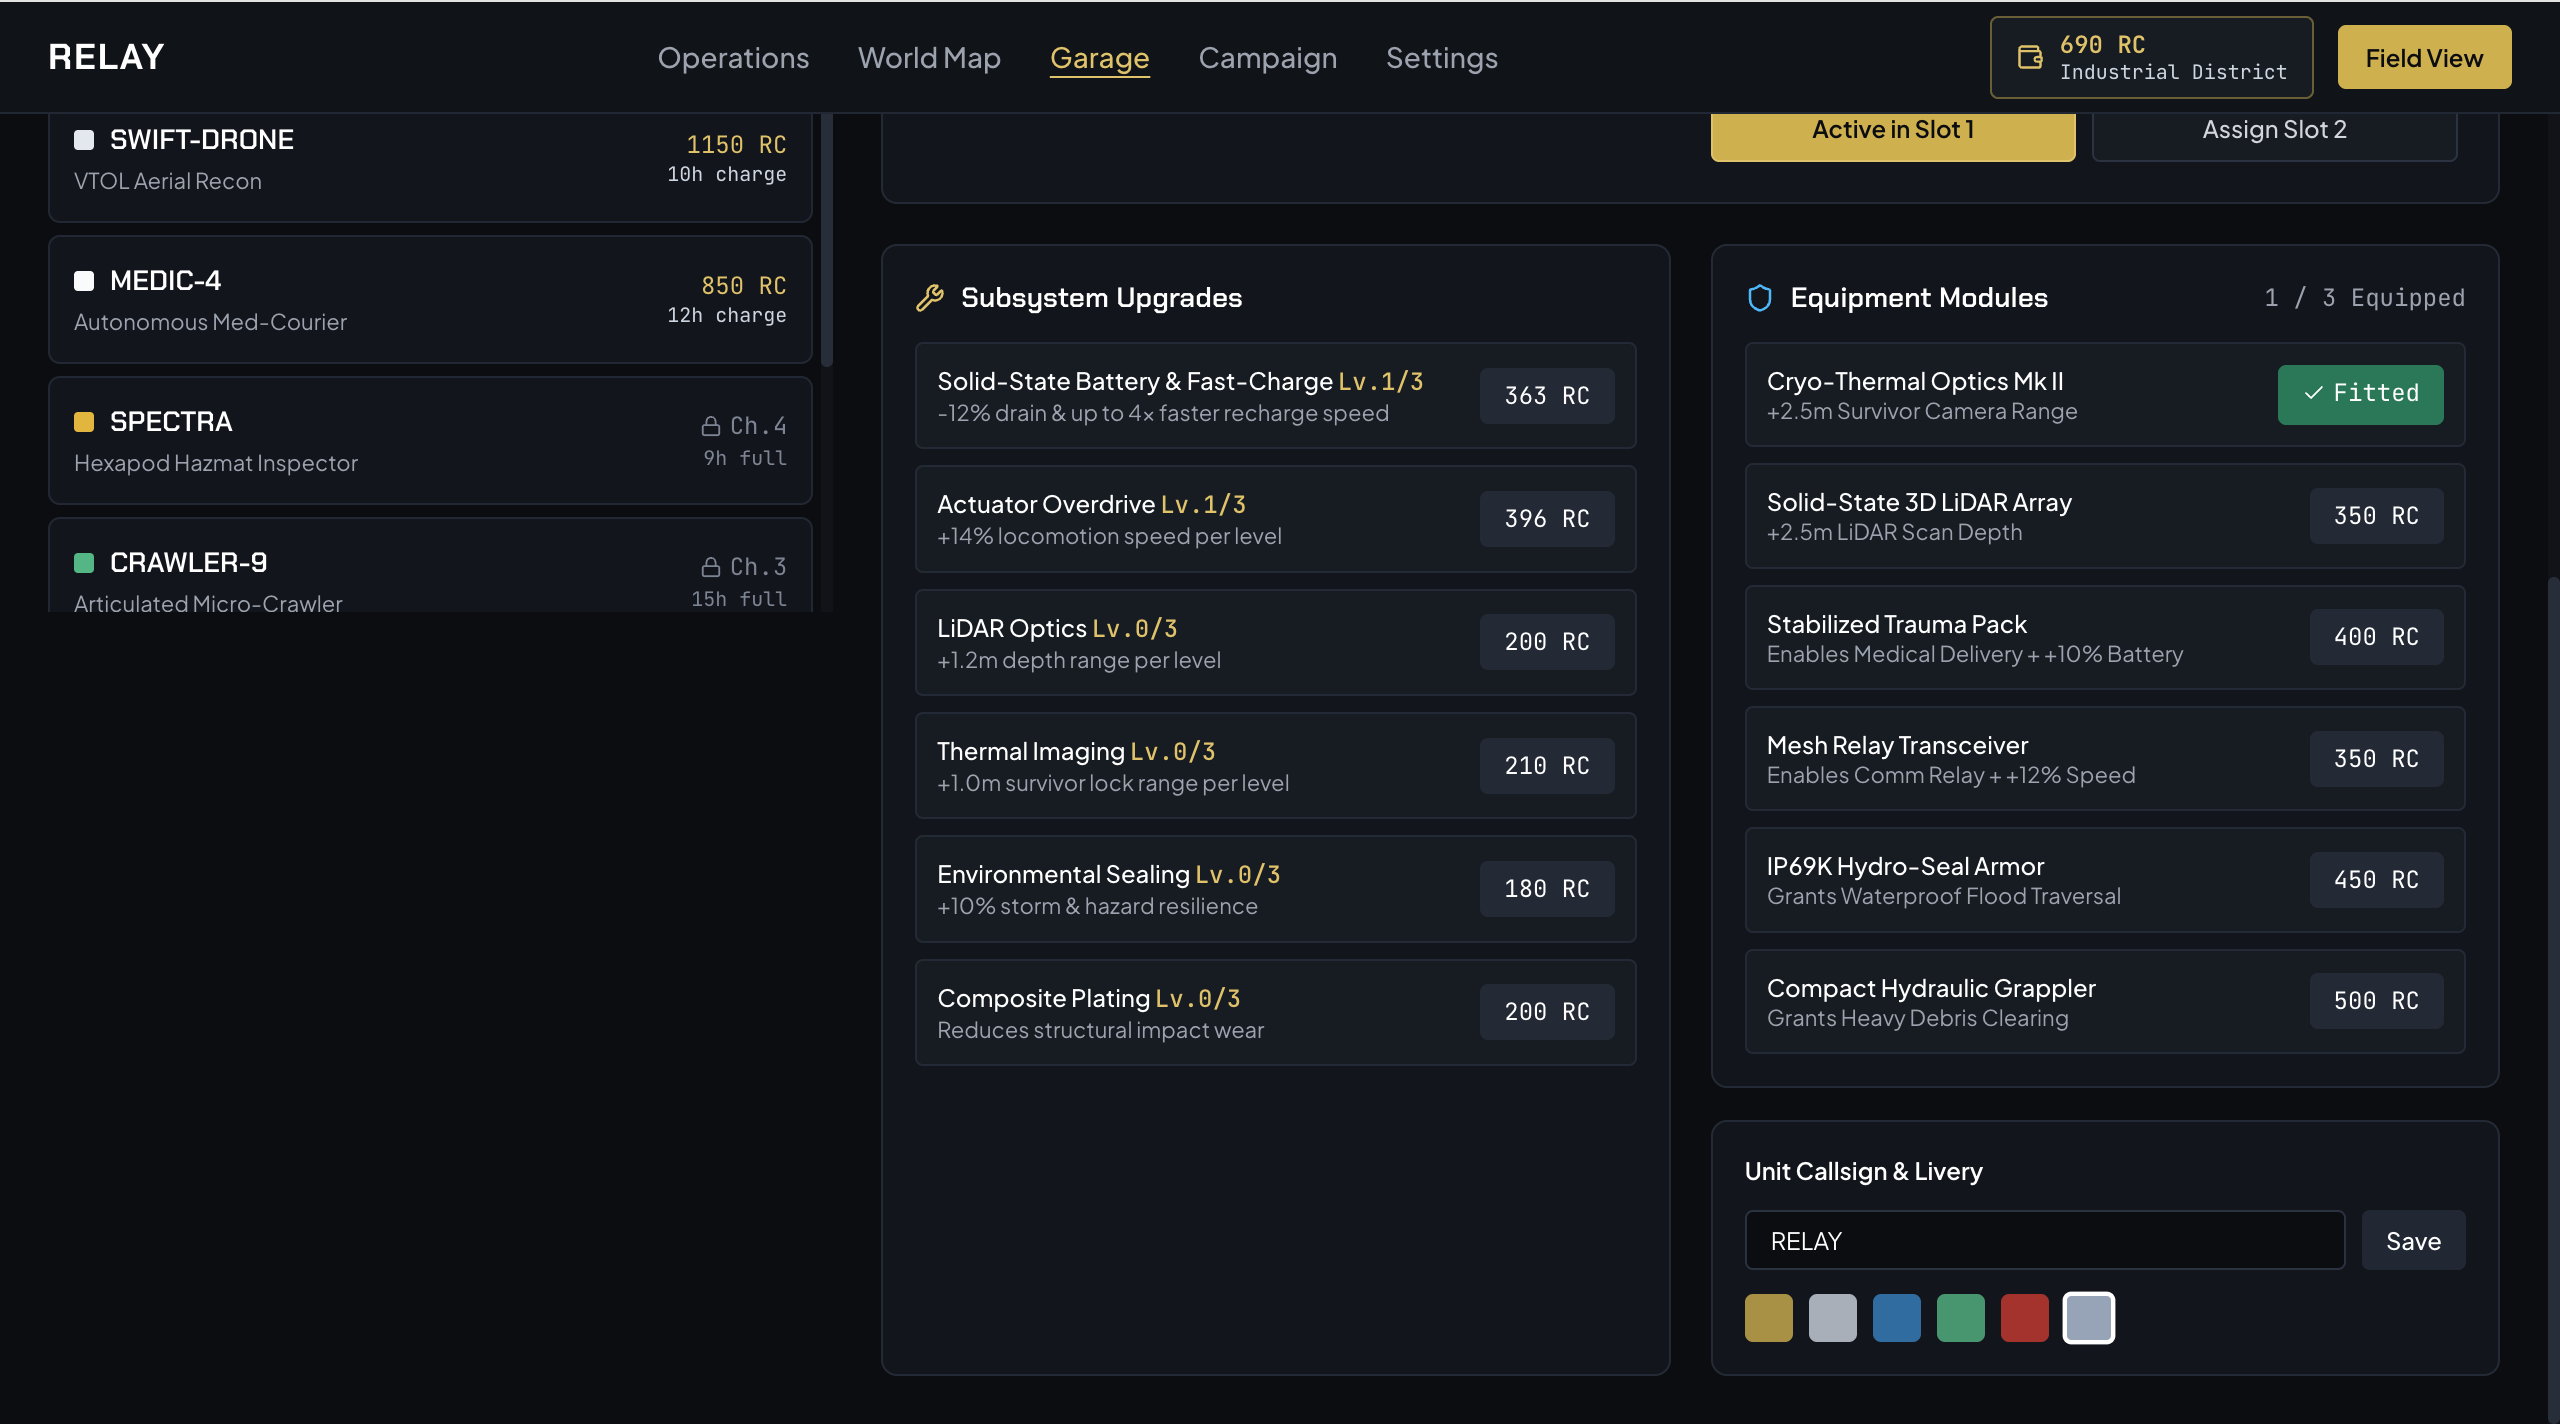 RELAY
Operations
World Map
Garage
Campaign
Settings
690 RC
Industrial District
Field View
SWIFT-DRONE
VTOL Aerial Recon
1150 RC
10h charge
MEDIC-4
Autonomous Med-Courier
850 RC
12h charge
SPECTRA
Hexapod Hazmat Inspector
Ch.4
9h full
CRAWLER-9
Articulated Micro-Crawler
Ch.3
15h full
Active in Slot 1
Assign Slot 2
Subsystem Upgrades
Solid-State Battery & Fast-Charge Lv.1/3
-12% drain & up to 4× faster recharge speed
363 RC
Actuator Overdrive Lv.1/3
+14% locomotion speed per level
396 RC
LiDAR Optics Lv.0/3
+1.2m depth range per level
200 RC
Thermal Imaging Lv.0/3
+1.0m survivor lock range per level
210 RC
Environmental Sealing Lv.0/3
+10% storm & hazard resilience
180 RC
Composite Plating Lv.0/3
Reduces structural impact wear
200 RC
Equipment Modules
1 / 3 Equipped
Cryo-Thermal Optics Mk II
+2.5m Survivor Camera Range
Fitted
Solid-State 3D LiDAR Array
+2.5m LiDAR Scan Depth
350 RC
Stabilized Trauma Pack
Enables Medical Delivery + +10% Battery
400 RC
Mesh Relay Transceiver
Enables Comm Relay + +12% Speed
350 RC
IP69K Hydro-Seal Armor
Grants Waterproof Flood Traversal
450 RC
Compact Hydraulic Grappler
Grants Heavy Debris Clearing
500 RC
Unit Callsign & Livery
RELAY
Save